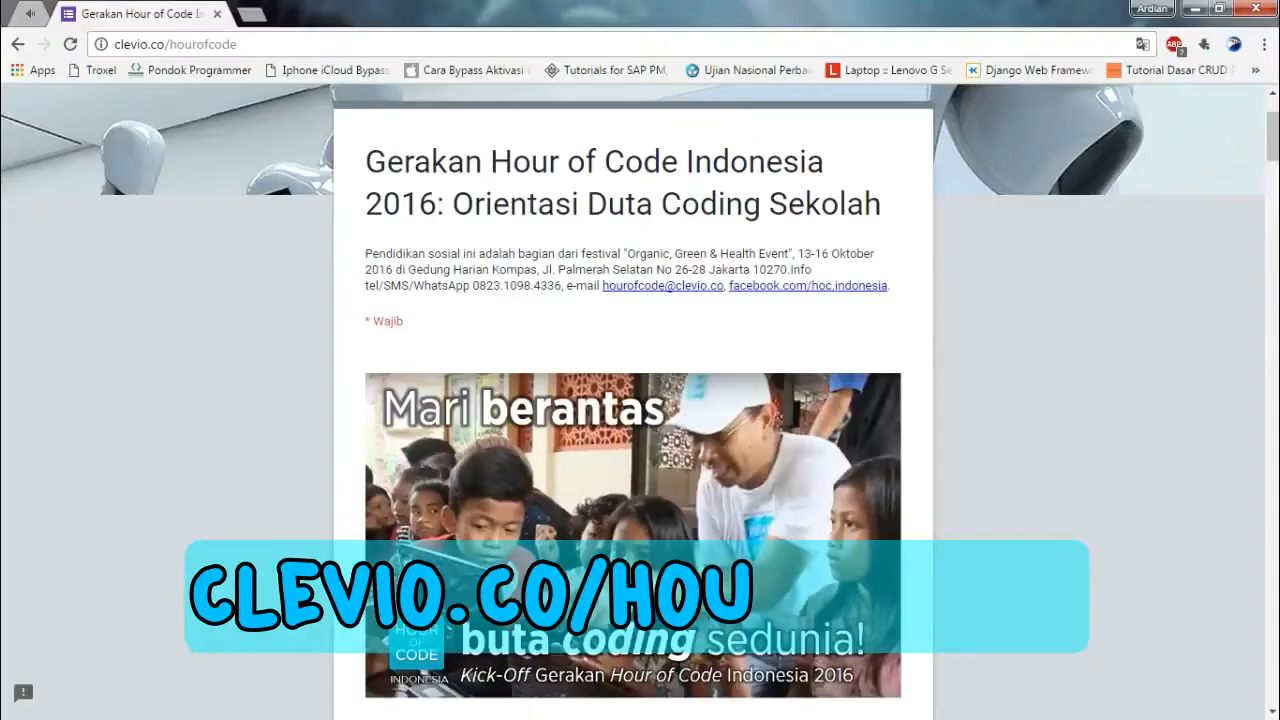 Gerakan Hour of Code In
Ardian
clevio.co/hourofcode
ABP
7
Apps
Troxel
Pondok Programmer
Iphone iCloud Bypass
Cara Bypass Aktivasi i
Tutorials for SAP PM,
Ujian Nasional Perba
Laptop :: Lenovo G Se
Django Web Framew
Tutorial Dasar CRUD
Gerakan Hour of Code Indonesia
2016: Orientasi Duta Coding Sekolah
Pendidikan sosial ini adalah bagian dari festival "Organic, Green & Health Event", 13-16 Oktober
2016 di Gedung Harian Kompas, Jl. Palmerah Selatan No 26-28 Jakarta 10270.Info
tel/SMS/WhatsApp 0823.1098.4336, e-mail hourofcode@clevio.co, facebook.com/hoc.indonesia.
* Wajib
Mari berantas
CLEVIO.CO/HOU
buta coding sedunia!
HOUR
OF
CODE
INDONESIA
Kick-Off Gerakan Hour of Code Indonesia 2016